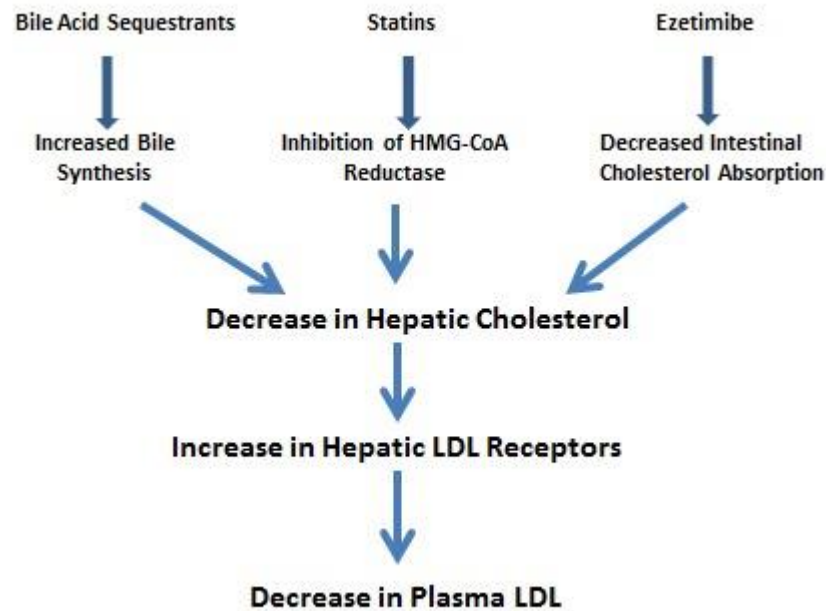 Bile Acid Sequestrants
Statins
Ezetimibe
Increased Bile
Synthesis
Inhibition of HMG-CoA
Reductase
Decreased Intestinal
Cholesterol Absorption
Decrease in Hepatic Cholesterol
Increase in Hepatic LDL Receptors
Decrease in Plasma LDL